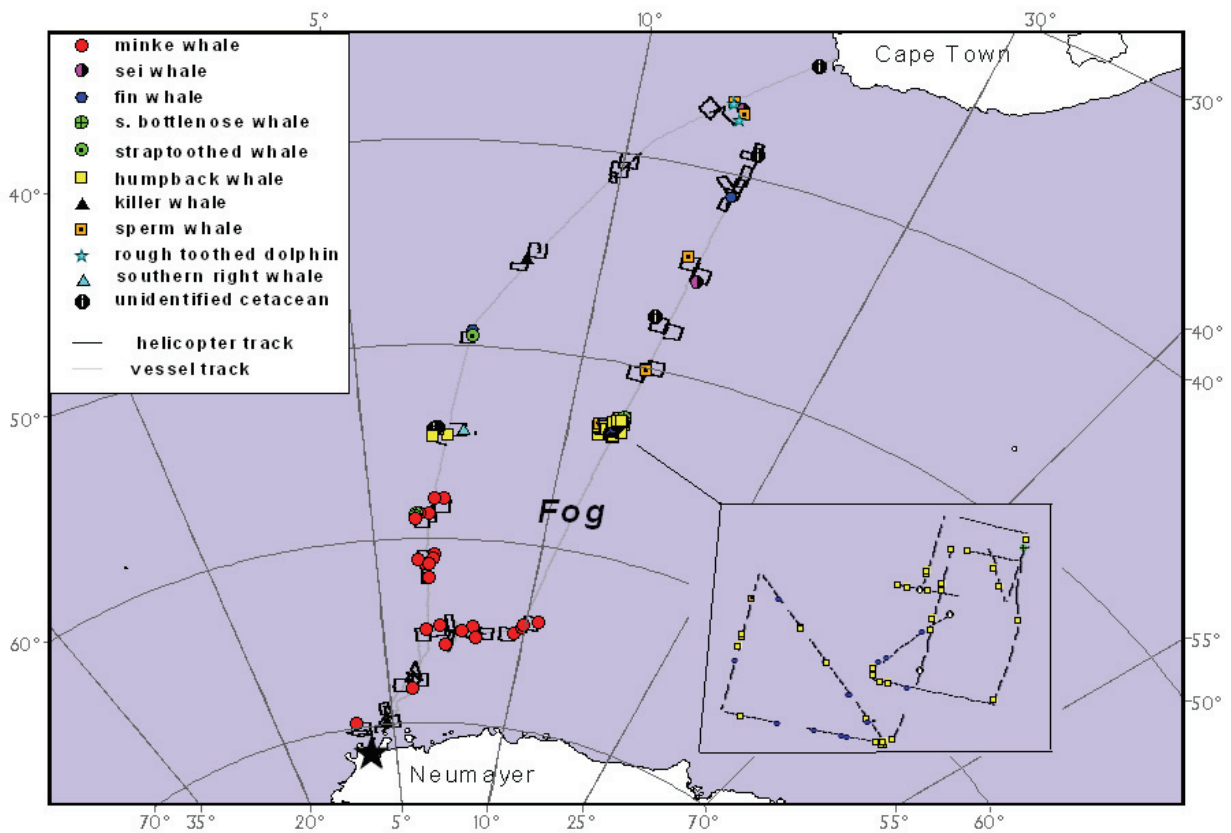 5° 10° 30°
minke whale
sei whale
fin whale
s. bottlenose whale
straptoothed whale
humpback whale
killer whale
sperm whale
rough toothed dolphin
southern right whale
unidentified cetacean
helicopter track
vessel track
Cape Town
30°
40°
40°
40°
50°
Fog
60°
55°
50°
Neumayer
70° 35° 20° 5° 10° 25° 70° 55° 60°